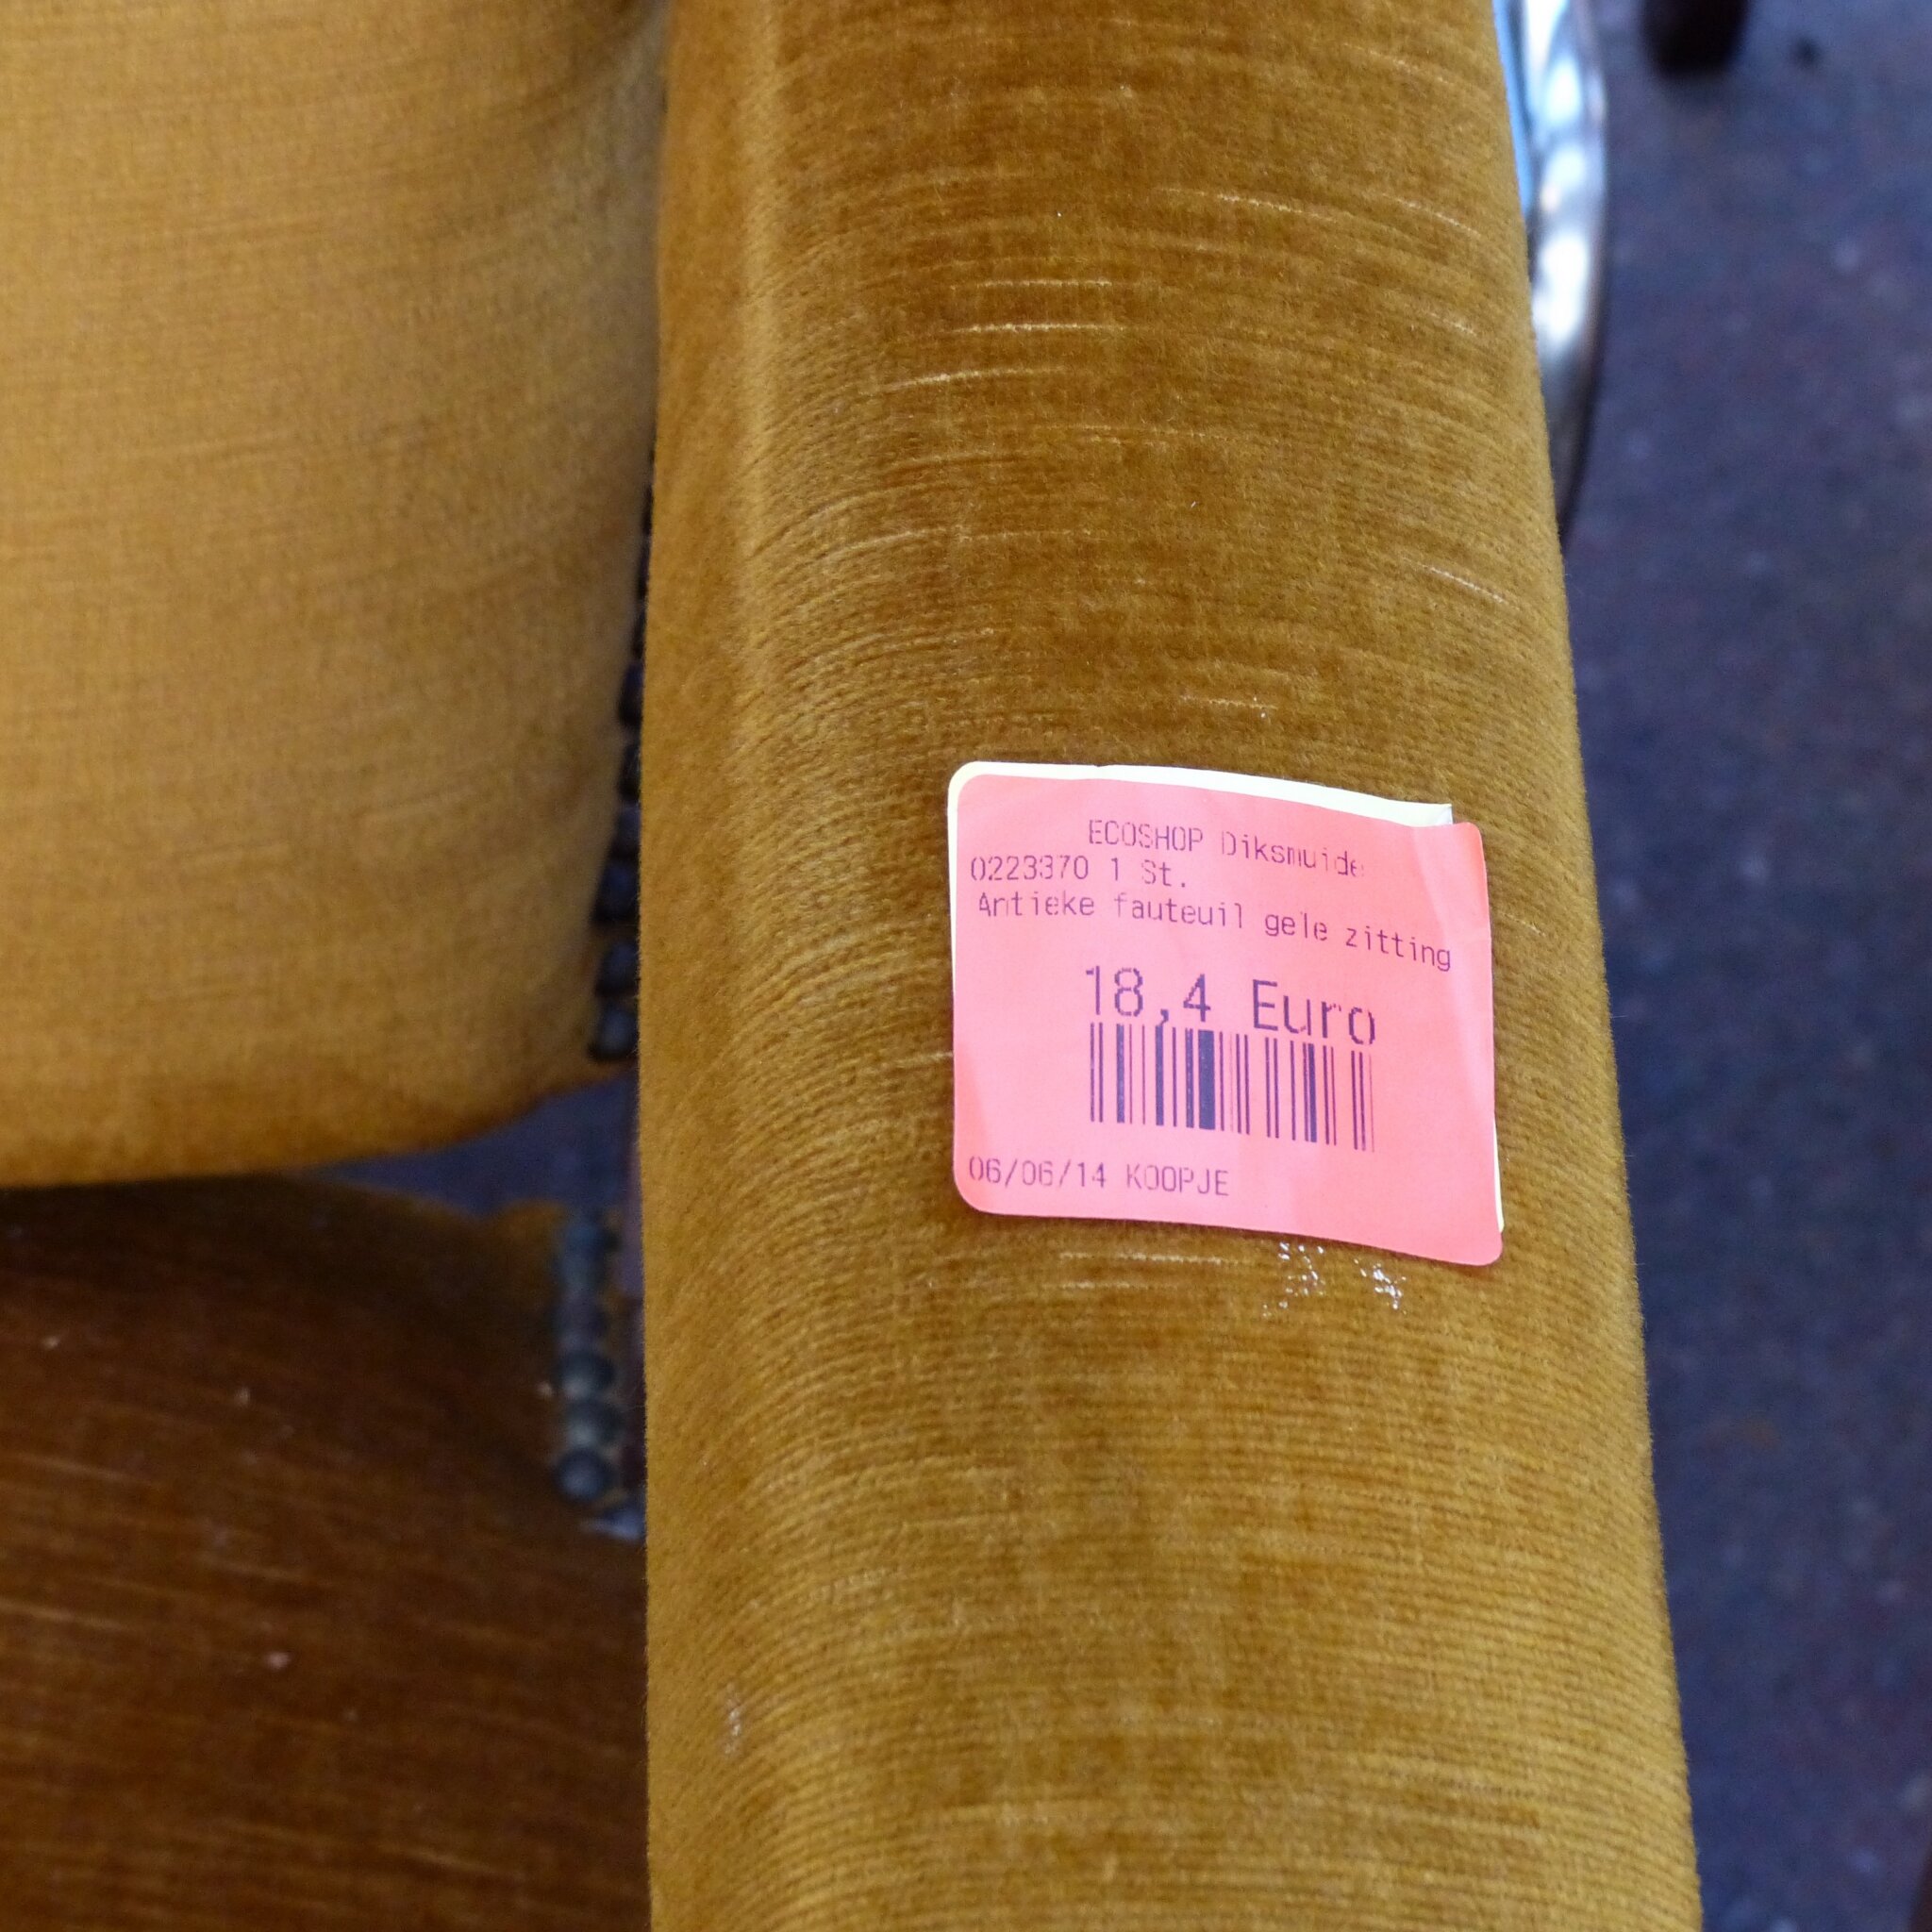 ECOSHOP Diksmuide
0223370 1 St.
Antieke fauteuil gele zitting
18,4 Euro
06/06/14 KOOPJE